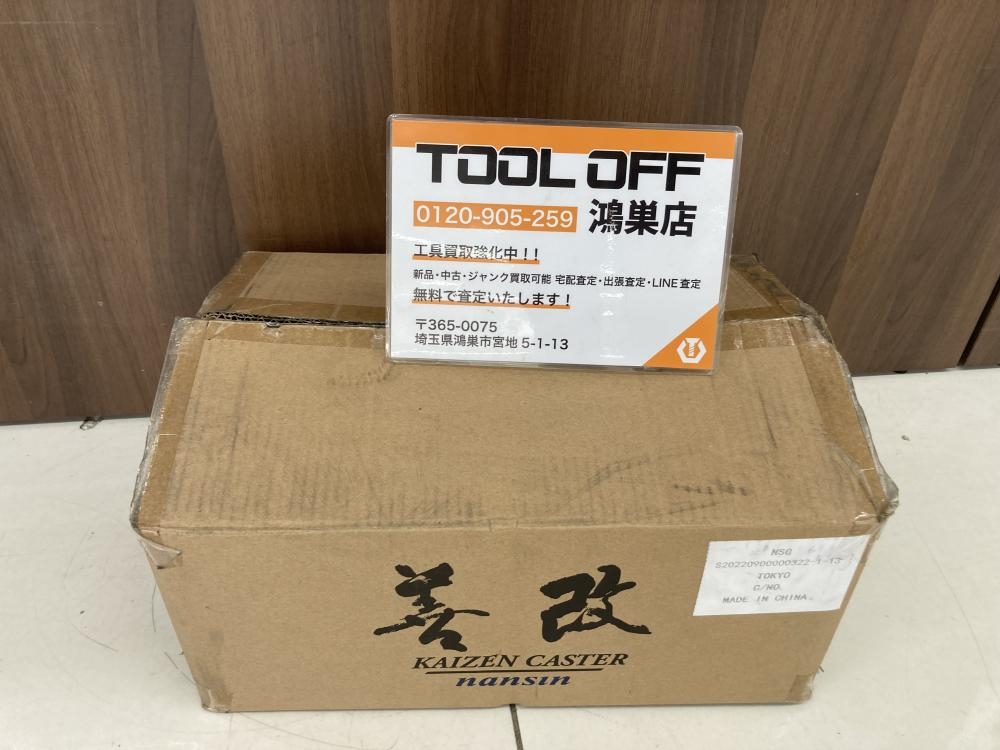 TOOL OFF
0120-905-259 鴻巣店
工具買取強化中！！
新品・中古・ジャンク買取可能 宅配査定・出張査定・LINE査定
無料で査定いたします！
〒365-0075
埼玉県鴻巣市宮地 5-1-13
NSG
S20220900000322-1-13
TOKYO
C/NO.
MADE IN CHINA.
善改
KAIZEN CASTER
nansin